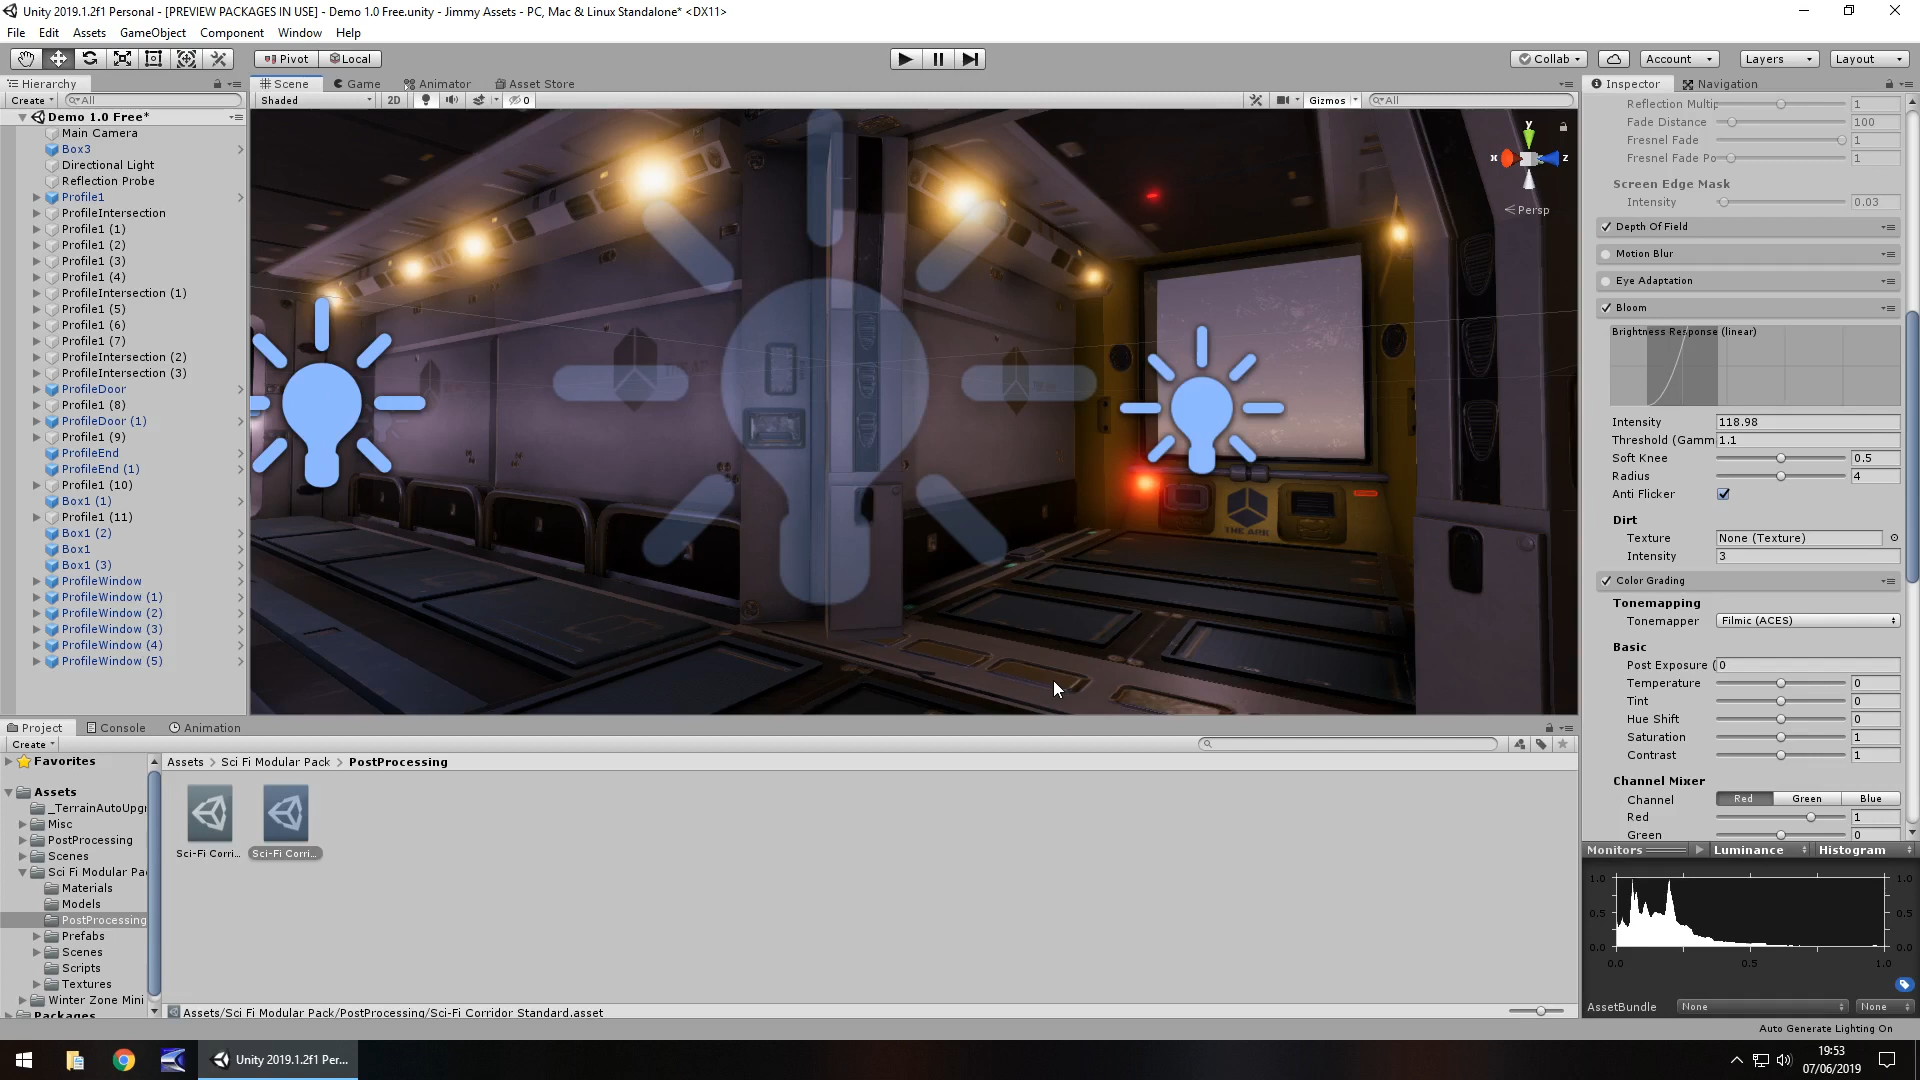 Unity 2019.1.2f1 Personal - [PREVIEW PACKAGES IN USE] - Demo 1.0 Free.unity - Jimmy Assets - PC, Mac & Linux Standalone* <DX11>
File Edit Assets GameObject Component Window Help
Pivot Local Collab Account Layers Layout
Hierarchy Scene Game Animator Asset Store Inspector Navigation
Create All Shaded 2D 0 Gizmos All
Demo 1.0 Free*
Main Camera
Box3
Directional Light
Reflection Probe
Profile1
ProfileIntersection
Profile1 (1)
Profile1 (2)
Profile1 (3)
Profile1 (4)
ProfileIntersection (1)
Profile1 (5)
Profile1 (6)
Profile1 (7)
ProfileIntersection (2)
ProfileIntersection (3)
ProfileDoor
Profile1 (8)
ProfileDoor (1)
Profile1 (9)
ProfileEnd
ProfileEnd (1)
Profile1 (10)
Box1 (1)
Profile1 (11)
Box1 (2)
Box1
Box1 (3)
ProfileWindow
ProfileWindow (1)
ProfileWindow (2)
ProfileWindow (3)
ProfileWindow (4)
ProfileWindow (5)
y
x z
Persp
THE ARK
Reflection Multip 1
Fade Distance 100
Fresnel Fade 1
Fresnel Fade Po 1
Screen Edge Mask
Intensity 0.03
Depth Of Field
Motion Blur
Eye Adaptation
Bloom
Brightness Response (linear)
Intensity 118.98
Threshold (Gamm 1.1
Soft Knee 0.5
Radius 4
Anti Flicker
Dirt
Texture None (Texture)
Intensity 3
Color Grading
Tonemapping
Tonemapper Filmic (ACES)
Basic
Post Exposure ( 0
Temperature 0
Tint 0
Hue Shift 0
Saturation 1
Contrast 1
Channel Mixer
Channel Red Green Blue
Red 1
Green 0
Monitors Luminance Histogram
1.0 1.0
0.5 0.5
0.0 0.0
0.0 0.5 1.0
AssetBundle None None
Project Console Animation
Create
Favorites
Assets
_TerrainAutoUpgr
Misc
PostProcessing
Scenes
Sci Fi Modular Pa
Materials
Models
PostProcessing
Prefabs
Scenes
Scripts
Textures
Winter Zone Mini
Packages
Assets > Sci Fi Modular Pack > PostProcessing
Sci-Fi Corri... Sci-Fi Corri...
Assets/Sci Fi Modular Pack/PostProcessing/Sci-Fi Corridor Standard.asset
Auto Generate Lighting On
Unity 2019.1.2f1 Per...
19:53
07/06/2019